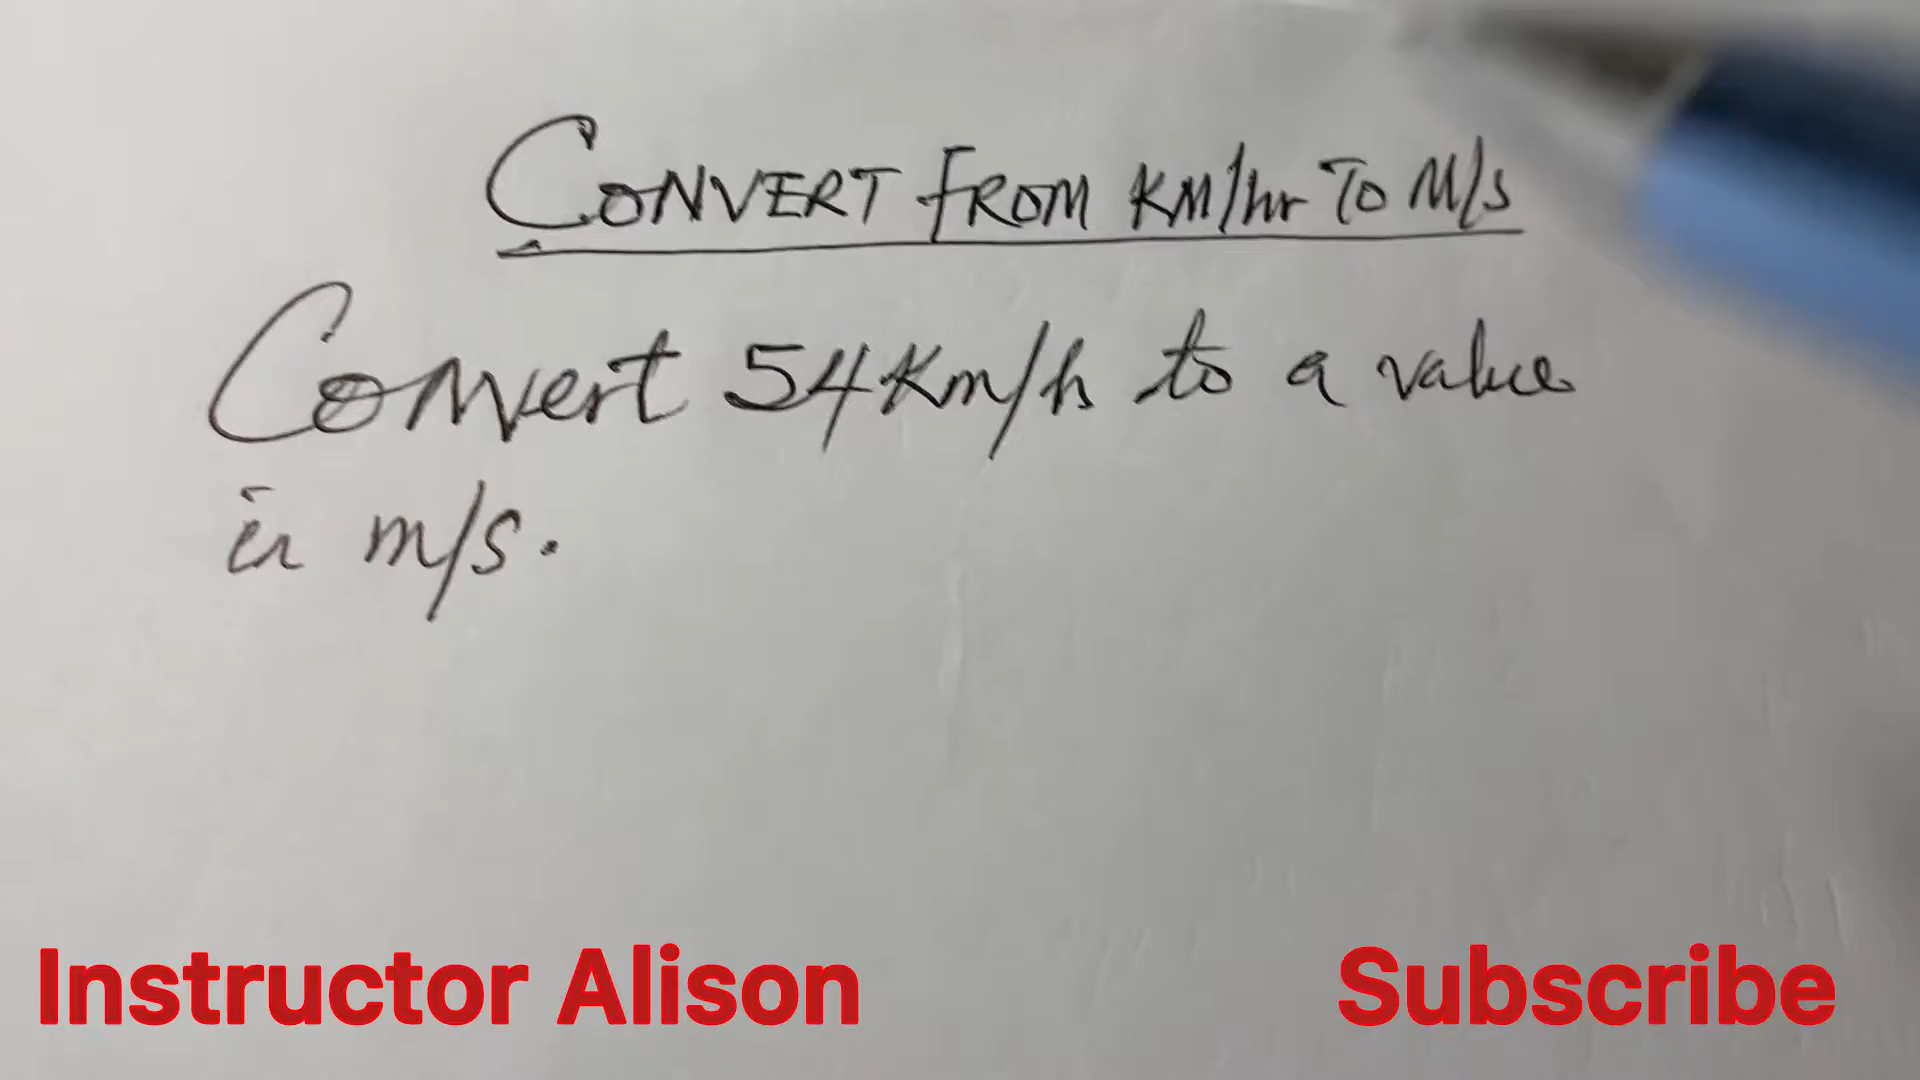 CONVERT FROM KM/hr TO M/S
Convert 54Km/h to a value
in m/s.
Instructor Alison
Subscribe